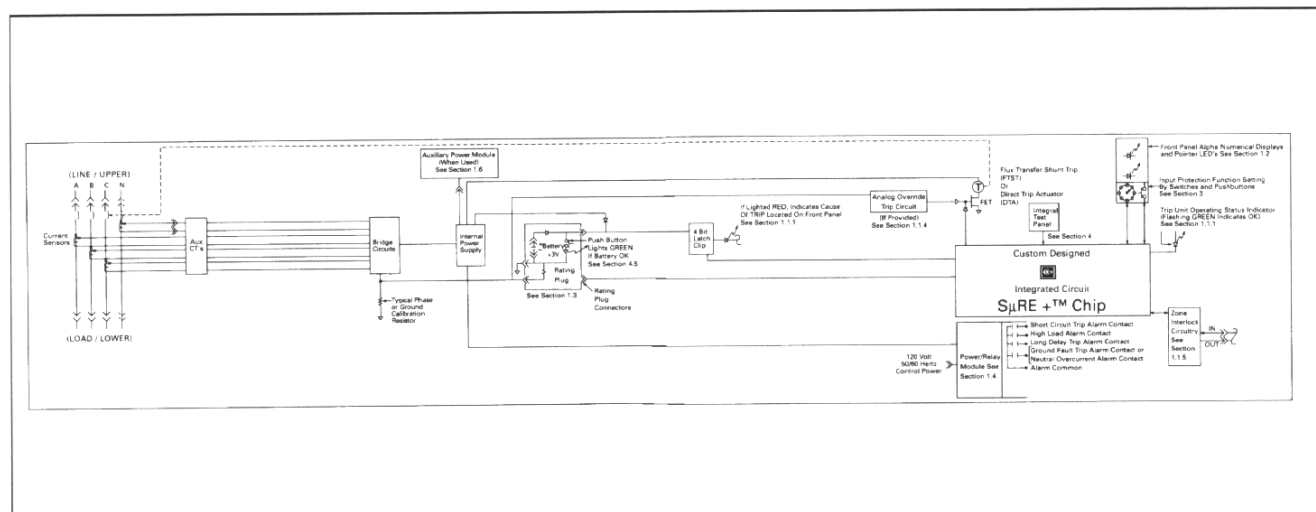 (LINE / UPPER)
A B C N
Current
Sensors
(LOAD / LOWER)
Aux
CT's
Bridge
Circuits
Typical Phase
or Ground
Calibration
Resistor
Auxiliary Power Module
(When Used)
See Section 1.6
Internal
Power
Supply
"Battery"
+3V
Rating
Plug
See Section 1.3
Push Button
Lights GREEN
If Battery OK
See Section 4.5
Rating
Plug
Connectors
4 Bit
Latch
Chip
If Lighted RED, Indicates Cause
Of TRIP Located On Front Panel
See Section 1.1.1
Analog Override
Trip Circuit
(If Provided)
See Section 1.1.4
T
FET
Flux Transfer Shunt Trip
(FTST)
Or
Direct Trip Actuator
(DTA)
Integral
Test
Panel
See Section 4
Front Panel Alpha Numerical Displays
and Pointer LED's See Section 1.2
Input Protection Function Setting
By Switches and Pushbuttons
See Section 3
Trip Unit Operating Status Indicator
(Flashing GREEN Indicates OK)
See Section 1.1.1
Custom Designed
Integrated Circuit
SμRE +™ Chip
120 Volt
50/60 Hertz
Control Power
Power/Relay
Module See
Section 1.4
Short Circuit Trip Alarm Contact
High Load Alarm Contact
Long Delay Trip Alarm Contact
Ground Fault Trip Alarm Contact or
Neutral Overcurrent Alarm Contact
Alarm Common
Zone
Interlock
Circuitry
See
Section
1.1.5
IN
OUT